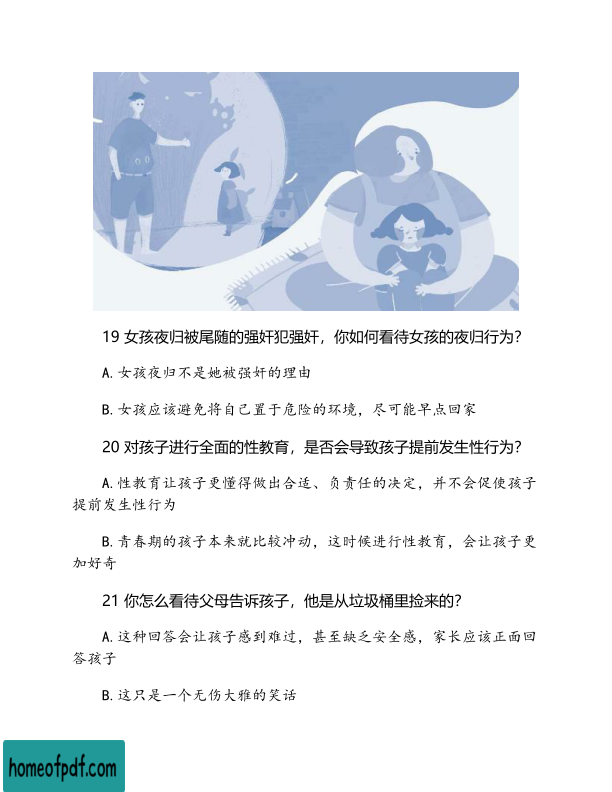 19 女孩夜归被尾随的强奸犯强奸，你如何看待女孩的夜归行为？
A. 女孩夜归不是她被强奸的理由
B. 女孩应该避免将自己置于危险的环境，尽可能早点回家
20 对孩子进行全面的性教育，是否会导致孩子提前发生性行为？
A. 性教育让孩子更懂得做出合适、负责任的决定，并不会促使孩子
提前发生性行为
B. 青春期的孩子本来就比较冲动，这时候进行性教育，会让孩子更
加好奇
21 你怎么看待父母告诉孩子，他是从垃圾桶里捡来的？
A. 这种回答会让孩子感到难过，甚至缺乏安全感，家长应该正面回
答孩子
B. 这只是一个无伤大雅的笑话
homeofpdf.com